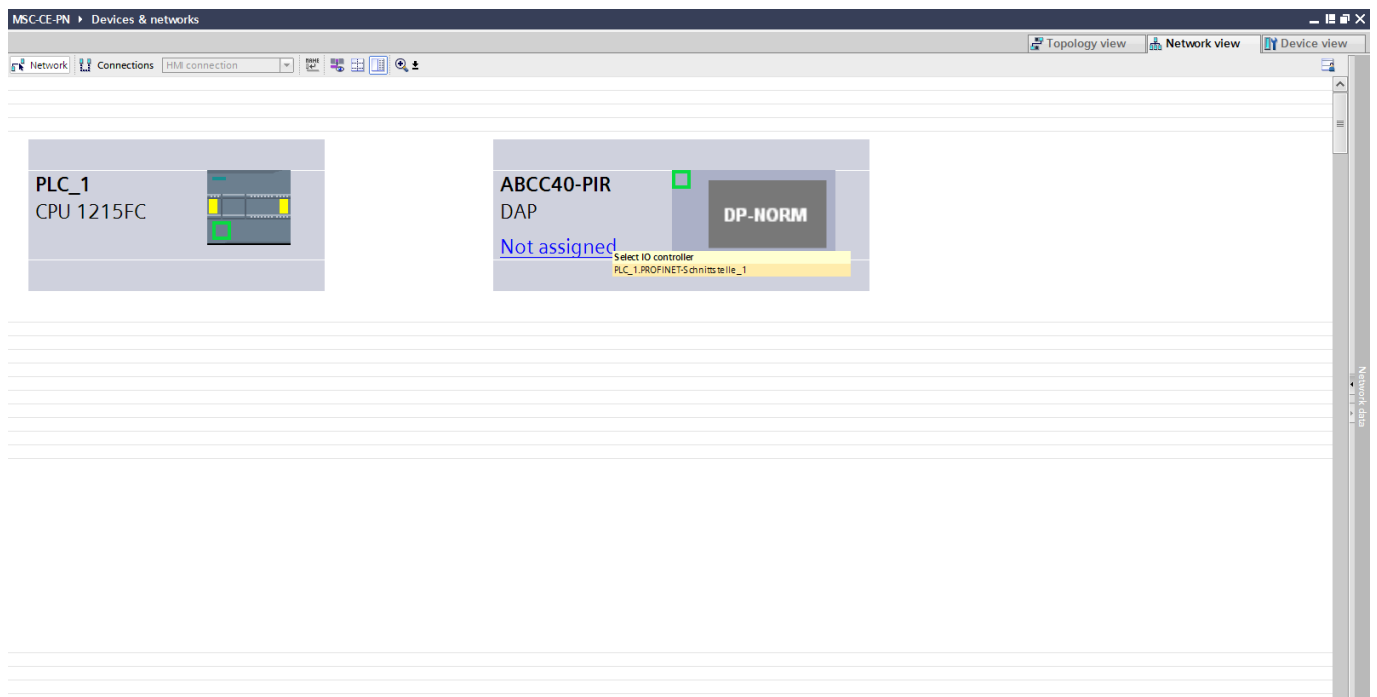 MSC-CE-PN ▸ Devices & networks
Topology view
Network view
Device view
Network
Connections
HMI connection
PLC_1
CPU 1215FC
ABCC40-PIR
DAP
Not assigned
DP-NORM
Select IO controller
PLC_1.PROFINET-Schnittstelle_1
Network data